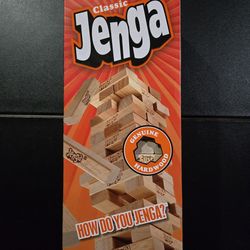 Classic
Jenga
GENUINE
HARDWOOD
HOW DO YOU JENGA?